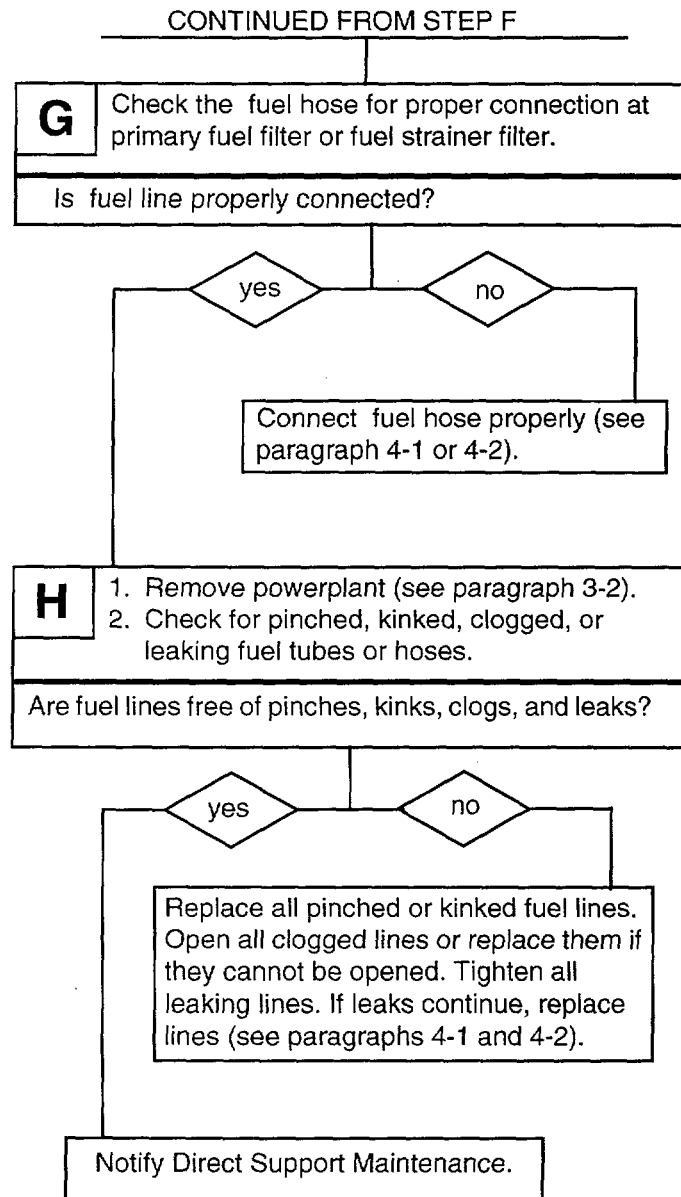 CONTINUED FROM STEP F
G
Check the fuel hose for proper connection at
primary fuel filter or fuel strainer filter.
Is fuel line properly connected?
yes
no
Connect fuel hose properly (see
paragraph 4-1 or 4-2).
H
1. Remove powerplant (see paragraph 3-2).
2. Check for pinched, kinked, clogged, or
leaking fuel tubes or hoses.
Are fuel lines free of pinches, kinks, clogs, and leaks?
yes
no
Replace all pinched or kinked fuel lines.
Open all clogged lines or replace them if
they cannot be opened. Tighten all
leaking lines. If leaks continue, replace
lines (see paragraphs 4-1 and 4-2).
Notify Direct Support Maintenance.